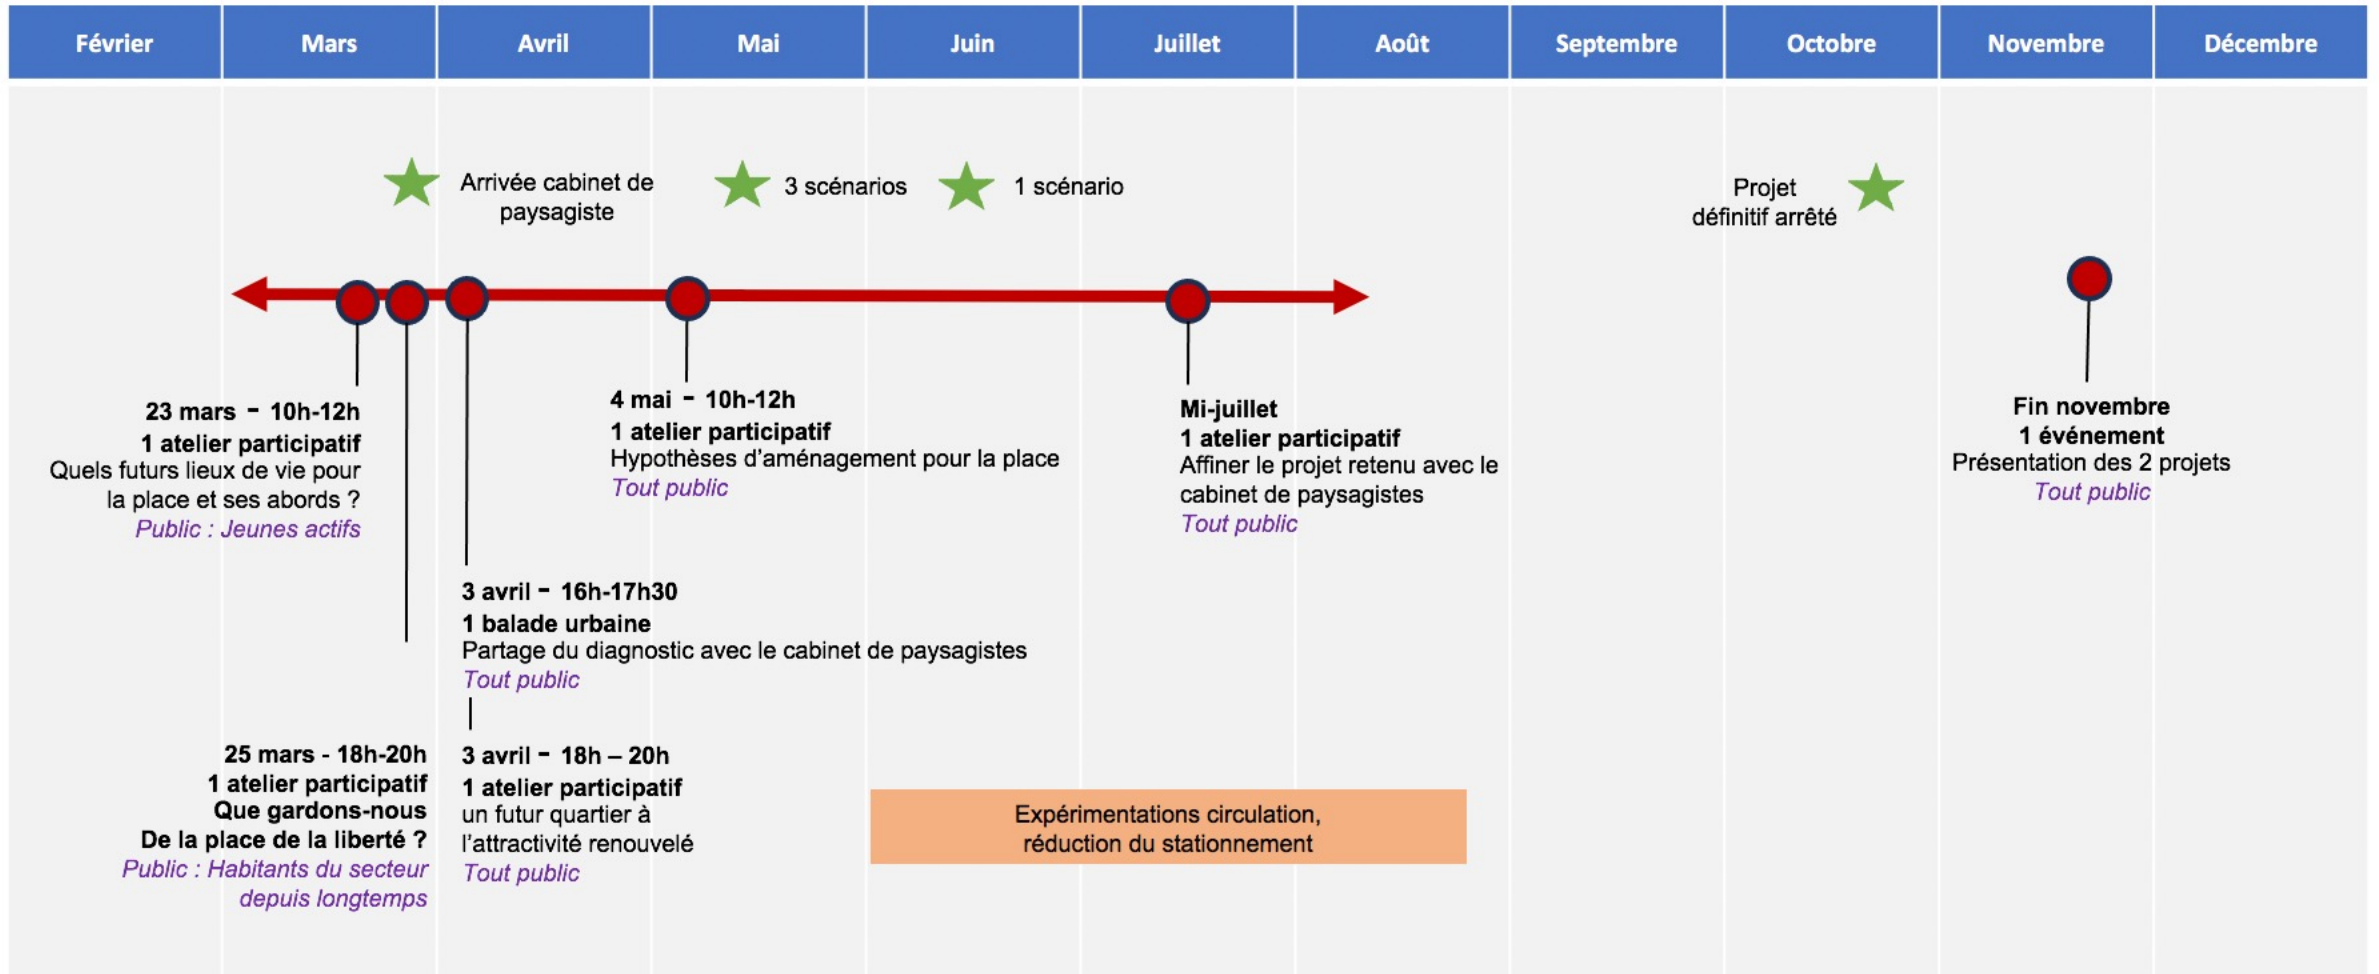 Février
Mars
Avril
Mai
Juin
Juillet
Août
Septembre
Octobre
Novembre
Décembre
Arrivée cabinet de
paysagiste
3 scénarios
1 scénario
Projet
définitif arrêté
23 mars - 10h-12h
1 atelier participatif
Quels futurs lieux de vie pour
la place et ses abords ?
Public : Jeunes actifs
25 mars - 18h-20h
1 atelier participatif
Que gardons-nous
De la place de la liberté ?
Public : Habitants du secteur
depuis longtemps
3 avril - 16h-17h30
1 balade urbaine
Partage du diagnostic avec le cabinet de paysagistes
Tout public
3 avril - 18h – 20h
1 atelier participatif
un futur quartier à
l’attractivité renouvelé
Tout public
4 mai - 10h-12h
1 atelier participatif
Hypothèses d’aménagement pour la place
Tout public
Mi-juillet
1 atelier participatif
Affiner le projet retenu avec le
cabinet de paysagistes
Tout public
Expérimentations circulation,
réduction du stationnement
Fin novembre
1 événement
Présentation des 2 projets
Tout public